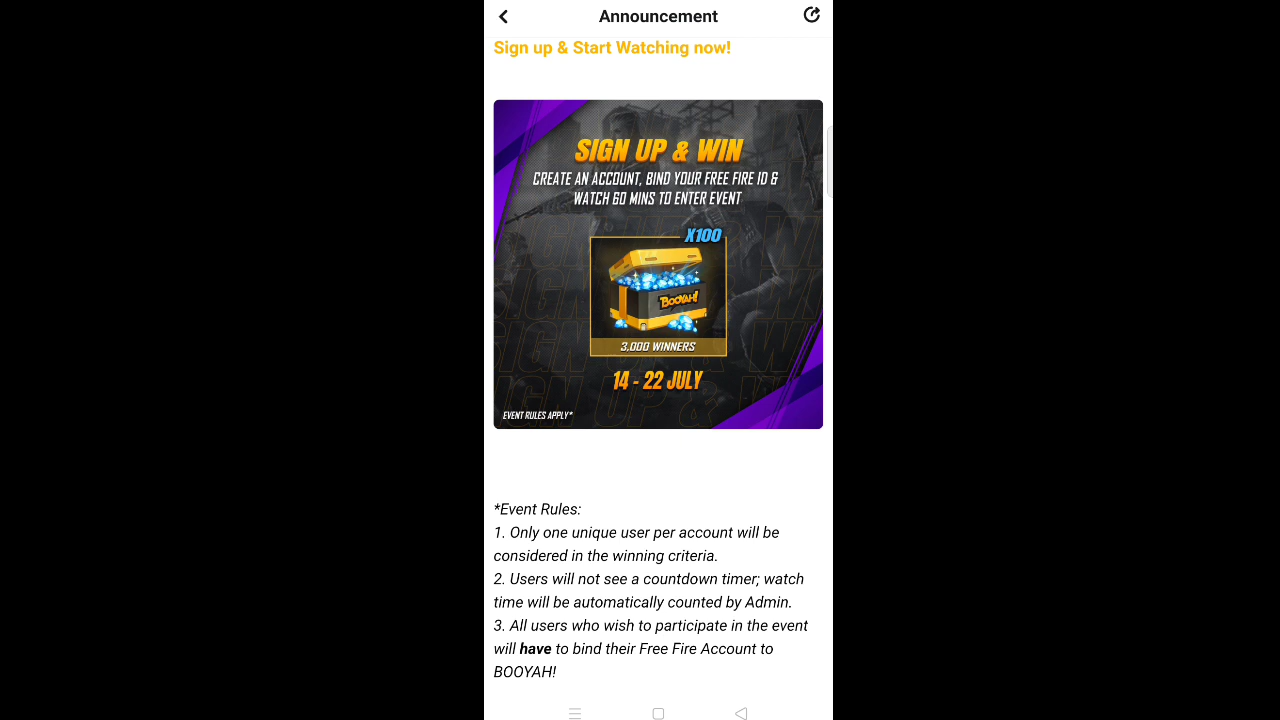 Announcement
Sign up & Start Watching now!
SIGN UP & WIN
CREATE AN ACCOUNT, BIND YOUR FREE FIRE ID &
WATCH 60 MINS TO ENTER EVENT
X100
BOOYAH!
3,000 WINNERS
14 - 22 JULY
EVENT RULES APPLY*
*Event Rules:
1. Only one unique user per account will be
considered in the winning criteria.
2. Users will not see a countdown timer; watch
time will be automatically counted by Admin.
3. All users who wish to participate in the event
will have to bind their Free Fire Account to
BOOYAH!